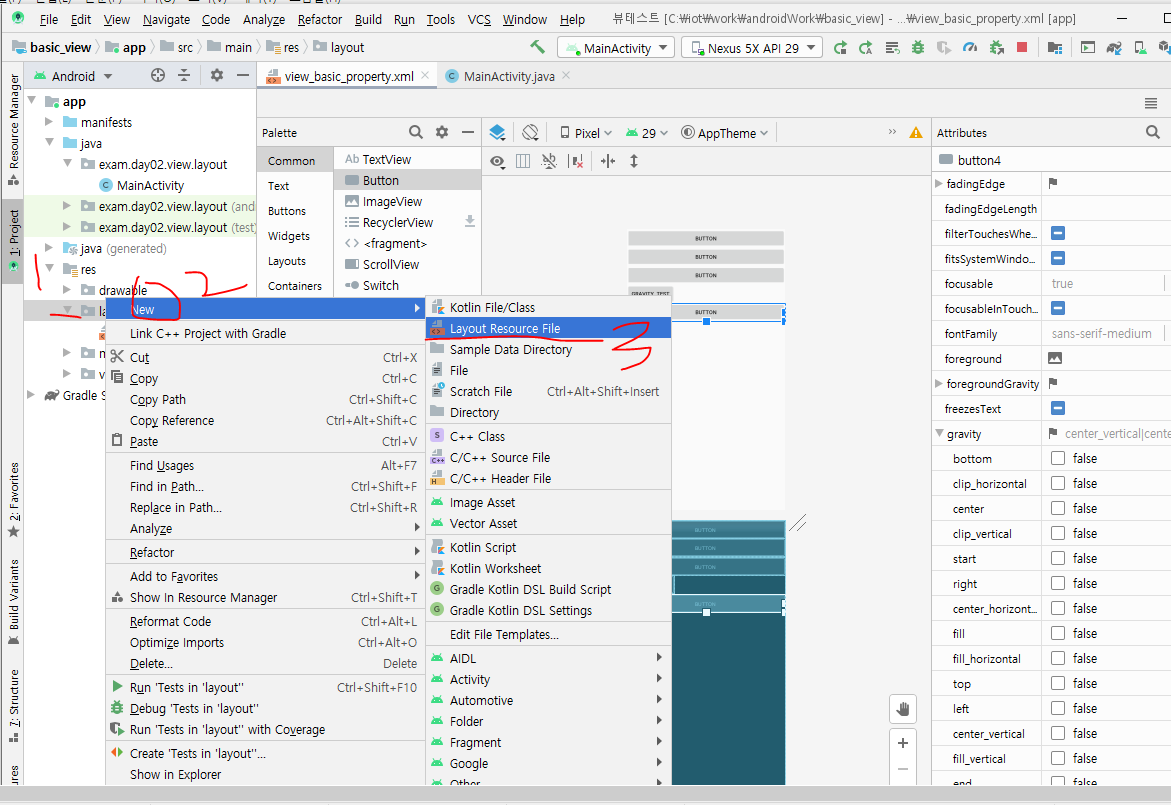 File Edit View Navigate Code Analyze Refactor Build Run Tools VCS Window Help 뷰테스트 [C:₩iot₩work₩androidWork₩basic_view] - ...₩view_basic_property.xml [app]
basic_view app src main res layout MainActivity Nexus 5X API 29
Android view_basic_property.xml MainActivity.java
Resource Manager
1: Project
2: Favorites
Build Variants
7: Structure
app
manifests
java
exam.day02.view.layout
MainActivity
exam.day02.view.layout (and
exam.day02.view.layout (test)
java (generated)
res
drawable
la
m
v
Gradle S
1
2
3
New
Link C++ Project with Gradle
Cut Ctrl+X
Copy Ctrl+C
Copy Path Ctrl+Shift+C
Copy Reference Ctrl+Alt+Shift+C
Paste Ctrl+V
Find Usages Alt+F7
Find in Path... Ctrl+Shift+F
Replace in Path... Ctrl+Shift+R
Analyze
Refactor
Add to Favorites
Show In Resource Manager Ctrl+Shift+T
Reformat Code Ctrl+Alt+L
Optimize Imports Ctrl+Alt+O
Delete... Delete
Run 'Tests in 'layout'' Ctrl+Shift+F10
Debug 'Tests in 'layout''
Run 'Tests in 'layout'' with Coverage
Create 'Tests in 'layout''...
Show in Explorer
Kotlin File/Class
Layout Resource File
Sample Data Directory
File
Scratch File Ctrl+Alt+Shift+Insert
Directory
C++ Class
C/C++ Source File
C/C++ Header File
Image Asset
Vector Asset
Kotlin Script
Kotlin Worksheet
Gradle Kotlin DSL Build Script
Gradle Kotlin DSL Settings
Edit File Templates...
AIDL
Activity
Automotive
Folder
Fragment
Google
Other
Palette
Common
Text
Buttons
Widgets
Layouts
Containers
Ab TextView
Button
ImageView
RecyclerView
<fragment>
ScrollView
Switch
Pixel 29 AppTheme
BUTTON
BUTTON
BUTTON
GRAVITY_TEST
BUTTON
BUTTON
BUTTON
BUTTON
BUTTON
Attributes
button4
fadingEdge
fadingEdgeLength
filterTouchesWhe...
fitsSystemWindo...
focusable true
focusableInTouch...
fontFamily sans-serif-medium
foreground
foregroundGravity
freezesText
gravity center_vertical|cente
bottom false
clip_horizontal false
center false
clip_vertical false
start false
right false
center_horizont... false
fill false
fill_horizontal false
top false
left false
center_vertical false
fill_vertical false
end false